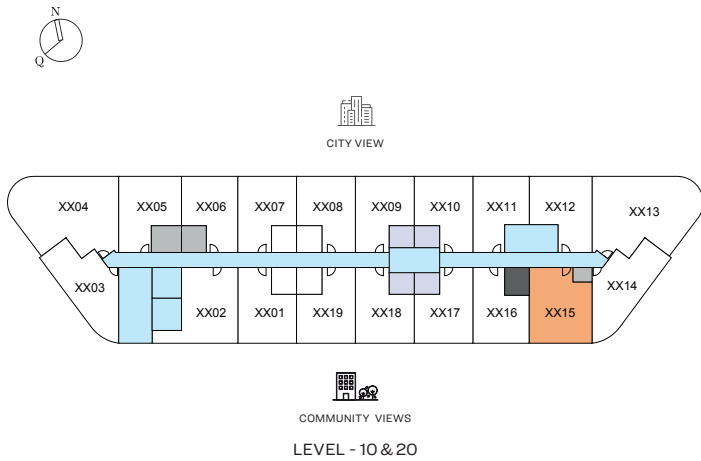 N
Q
CITY VIEW
XX04 XX05 XX06 XX07 XX08 XX09 XX10 XX11 XX12 XX13
XX03 XX02 XX01 XX19 XX18 XX17 XX16 XX15 XX14
COMMUNITY VIEWS
LEVEL - 10 & 20